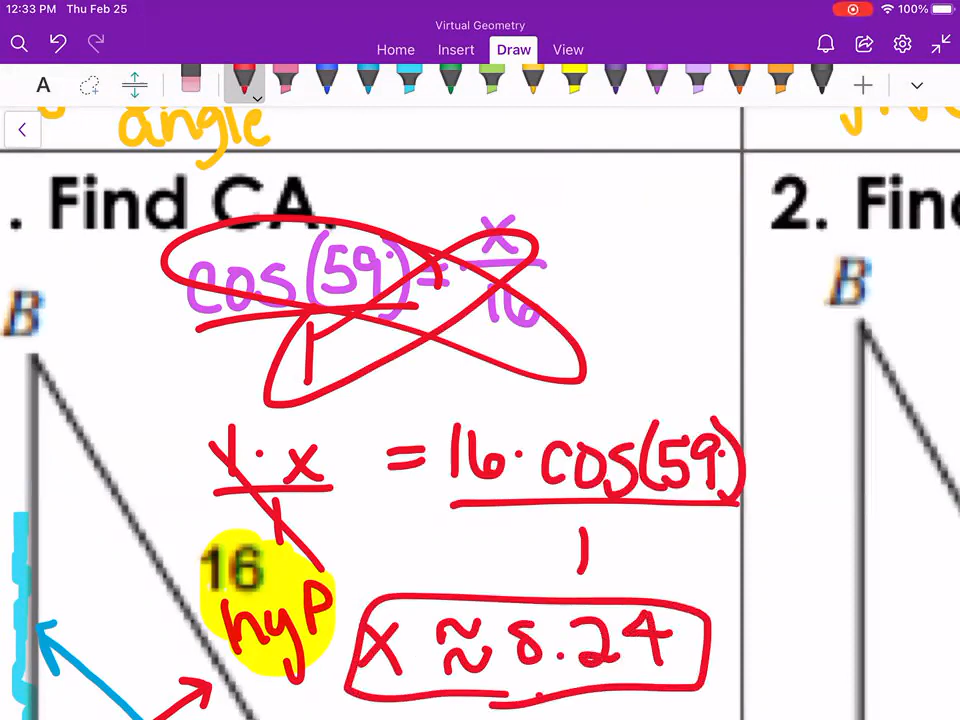 12:33 PM Thu Feb 25
100%
Virtual Geometry
Home Insert Draw View
A
angle
. Find CA.
2. Find
cos(59°) = x/16
1
B
B
1 · x = 16 · cos(59°)
1 1
16
hyp
x ≈ 8.24